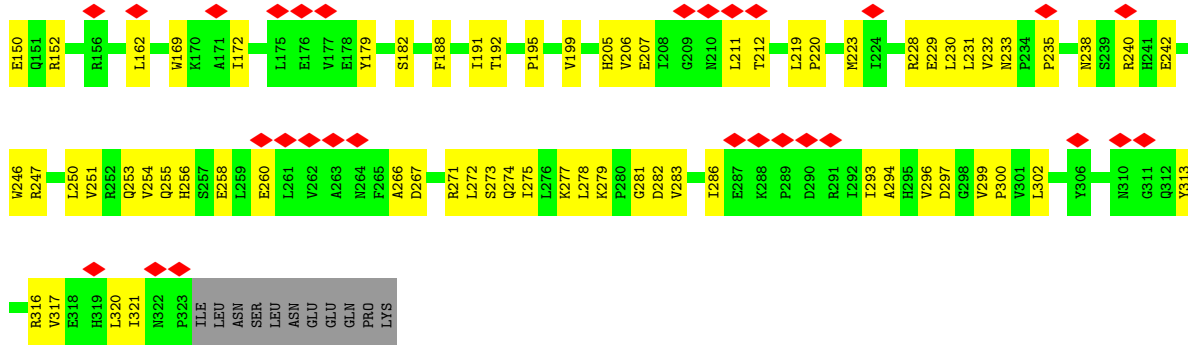 E150 Q151 R152 R156 L162 W169 K170 A171 I172 L175 E176 V177 E178 Y179 S182 F188 I191 T192 P195 V199 H205 V206 E207 I208 G209 N210 L211 T212 L219 P220 M223 I224 R228 E229 L230 L231 V232 N233 P234 P235 N238 S239 R240 H241 E242
W246 R247 L250 V251 R252 Q253 V254 Q255 H256 S257 E258 L259 E260 L261 V262 A263 N264 F265 A266 D267 R271 L272 S273 Q274 I275 L276 K277 L278 K279 P280 G281 D282 V283 I286 E287 K288 P289 D290 R291 I292 I293 A294 H295 V296 D297 G298 V299 P300 V301 L302 Y306 N310 G311 Q312 Y313
R316 V317 E318 H319 L320 I321 N322 P323 ILE LEU ASN SER LEU ASN GLU GLU GLN PRO LYS